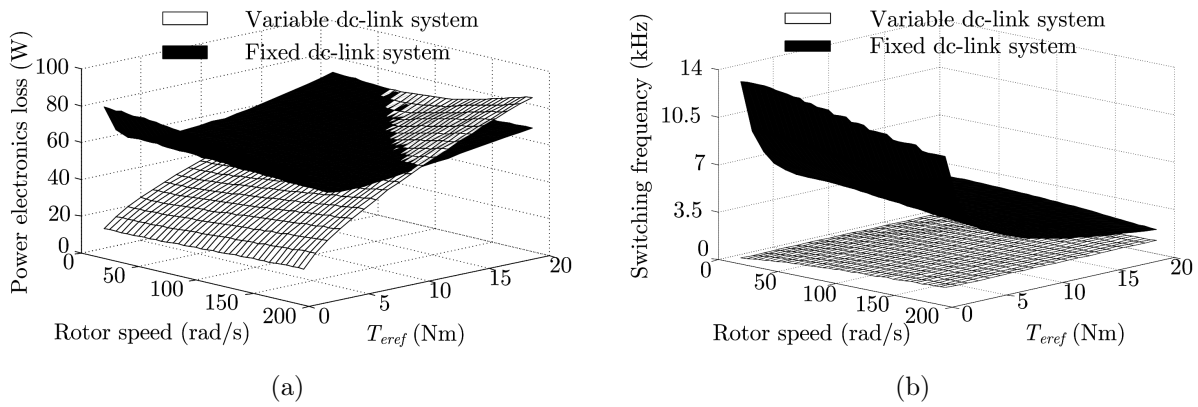 Variable dc-link system
Fixed dc-link system
Power electronics loss (W)
100
80
60
40
20
0
0
50
100
150
200
Rotor speed (rad/s)
0
5
10
15
20
Teref (Nm)
(a)
Variable dc-link system
Fixed dc-link system
Switching frequency (kHz)
14
10.5
7
3.5
0
0
50
100
150
200
Rotor speed (rad/s)
0
5
10
15
20
Teref (Nm)
(b)